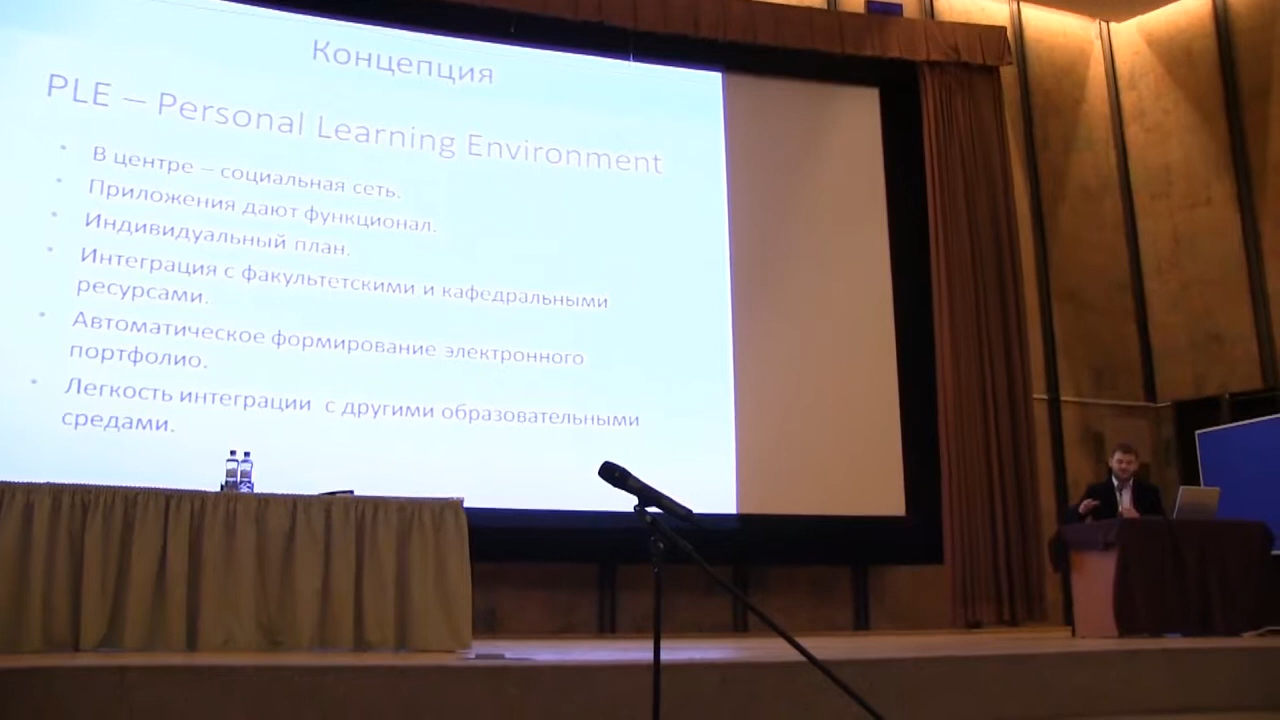 Концепция
PLE – Personal Learning Environment
• В центре – социальная сеть.
• Приложения дают функционал.
• Индивидуальный план.
• Интеграция с факультетскими и кафедральными
ресурсами.
• Автоматическое формирование электронного
портфолио.
• Легкость интеграции с другими образовательными
средами.